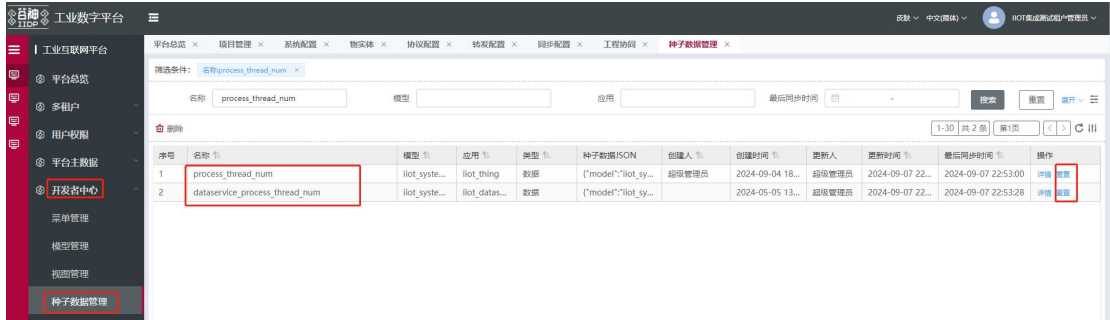 谷神 IIDP 工业数字平台 皮肤 中文(简体) IIOT集成测试租户管理员
工业互联网平台
平台总览 × 项目管理 × 系统配置 × 物实体 × 协议配置 × 转发配置 × 同步配置 × 工程协同 × 种子数据管理 ×
筛选条件: 名称:process_thread_num ×
平台总览
多租户
用户权限
平台主数据
开发者中心
菜单管理
模型管理
视图管理
种子数据管理
名称 process_thread_num 模型 应用 最后同步时间 - 搜索 重置 展开
删除 1-30 共 2 条 第1页
序号 名称 模型 应用 类型 种子数据JSON 创建人 创建时间 更新人 更新时间 最后同步时间 操作
1 process_thread_num iiot_syste... iiot_thing 数据 {"model":"iiot_sy... 超级管理员 2024-09-04 18... 超级管理员 2024-09-07 22... 2024-09-07 22:53:00 详情 重置
2 dataservice_process_thread_num iiot_syste... iiot_datas... 数据 {"model":"iiot_sy... 2024-05-05 13... 超级管理员 2024-09-07 22... 2024-09-07 22:53:28 详情 重置